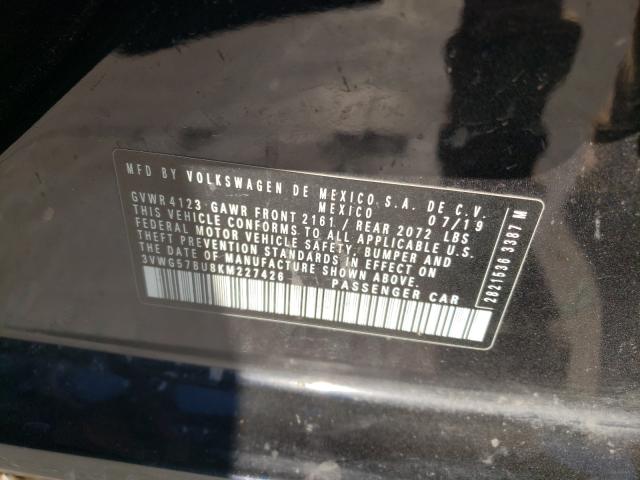 MFD BY VOLKSWAGEN DE MEXICO S.A. DE C.V.
MEXICO 07/19
GVWR 4123 GAWR FRONT 2161 / REAR 2072 LBS
THIS VEHICLE CONFORMS TO ALL APPLICABLE U.S.
FEDERAL MOTOR VEHICLE SAFETY, BUMPER AND
THEFT PREVENTION STANDARDS IN EFFECT ON
THE DATE OF MANUFACTURE SHOWN ABOVE.
3VWG57BU8KM227426 PASSENGER CAR
2821536 3387 M